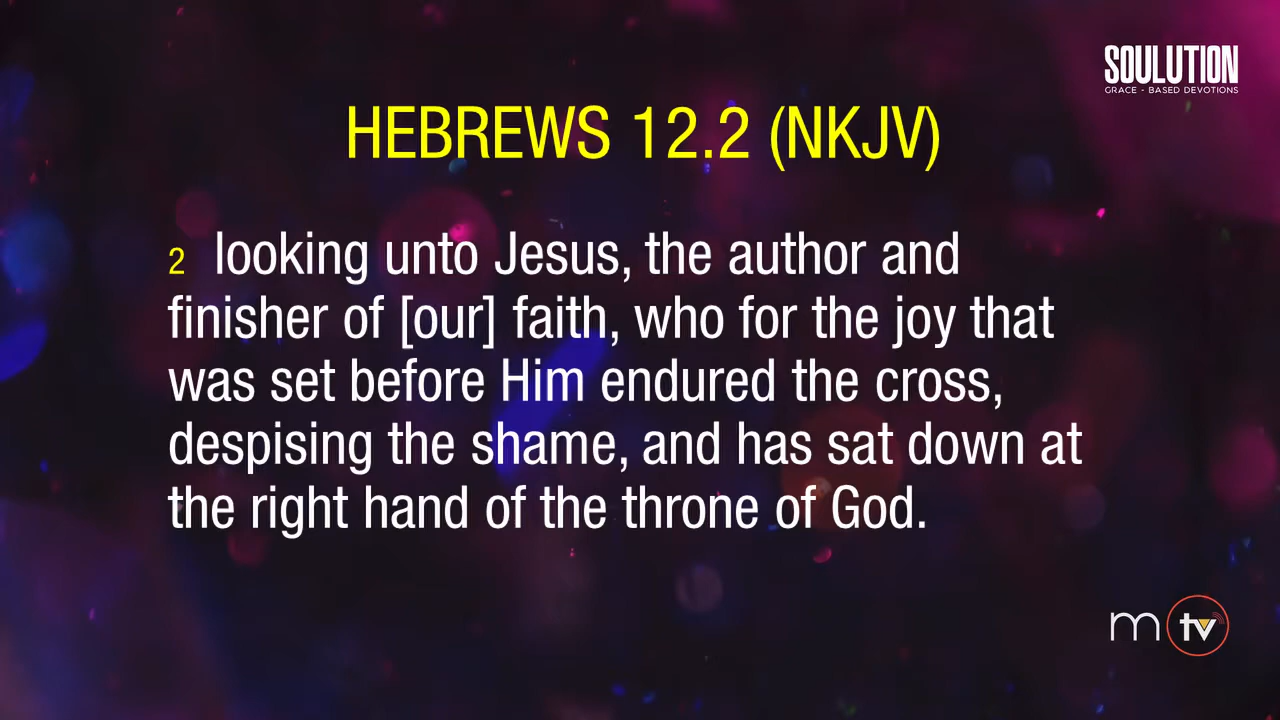 SOULUTION
GRACE - BASED DEVOTIONS
HEBREWS 12.2 (NKJV)
2 looking unto Jesus, the author and
finisher of [our] faith, who for the joy that
was set before Him endured the cross,
despising the shame, and has sat down at
the right hand of the throne of God.
m tv